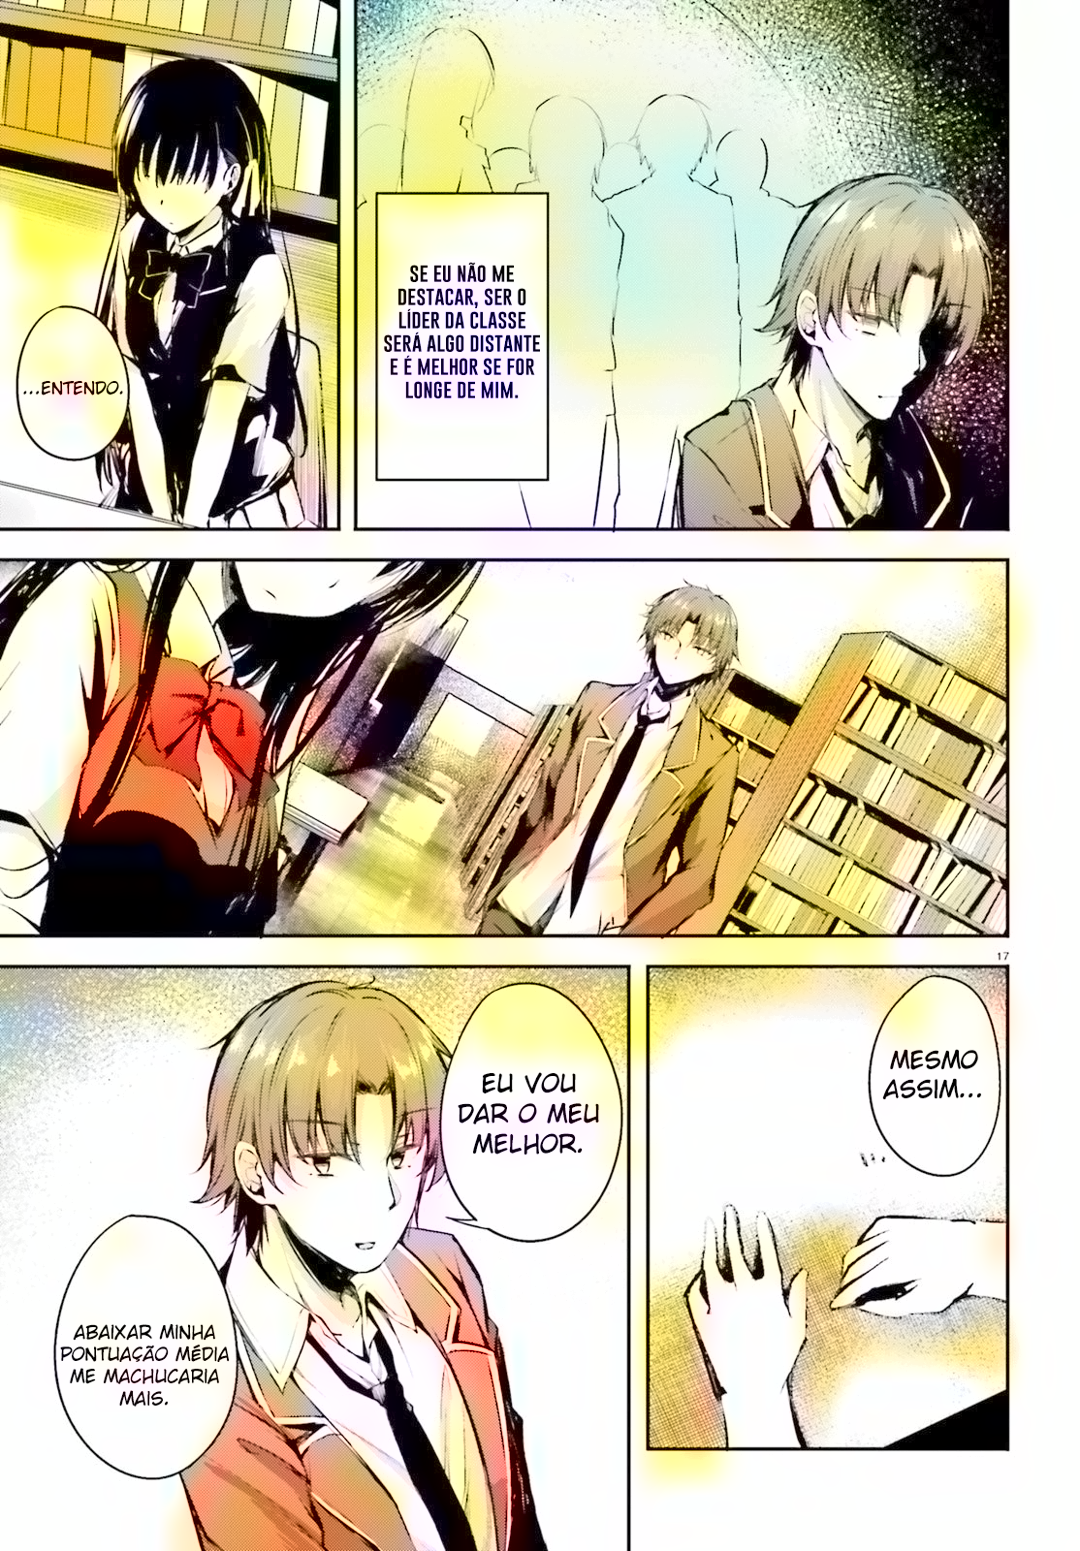 SE EU NÃO ME
DESTACAR, SER O
LÍDER DA CLASSE
SERÁ ALGO DISTANTE
E É MELHOR SE FOR
LONGE DE MIM.
...ENTENDO.
17
MESMO
ASSIM...
EU VOU
DAR O MEU
MELHOR.
ABAIXAR MINHA
PONTUAÇÃO MÉDIA
ME MACHUCARIA
MAIS.